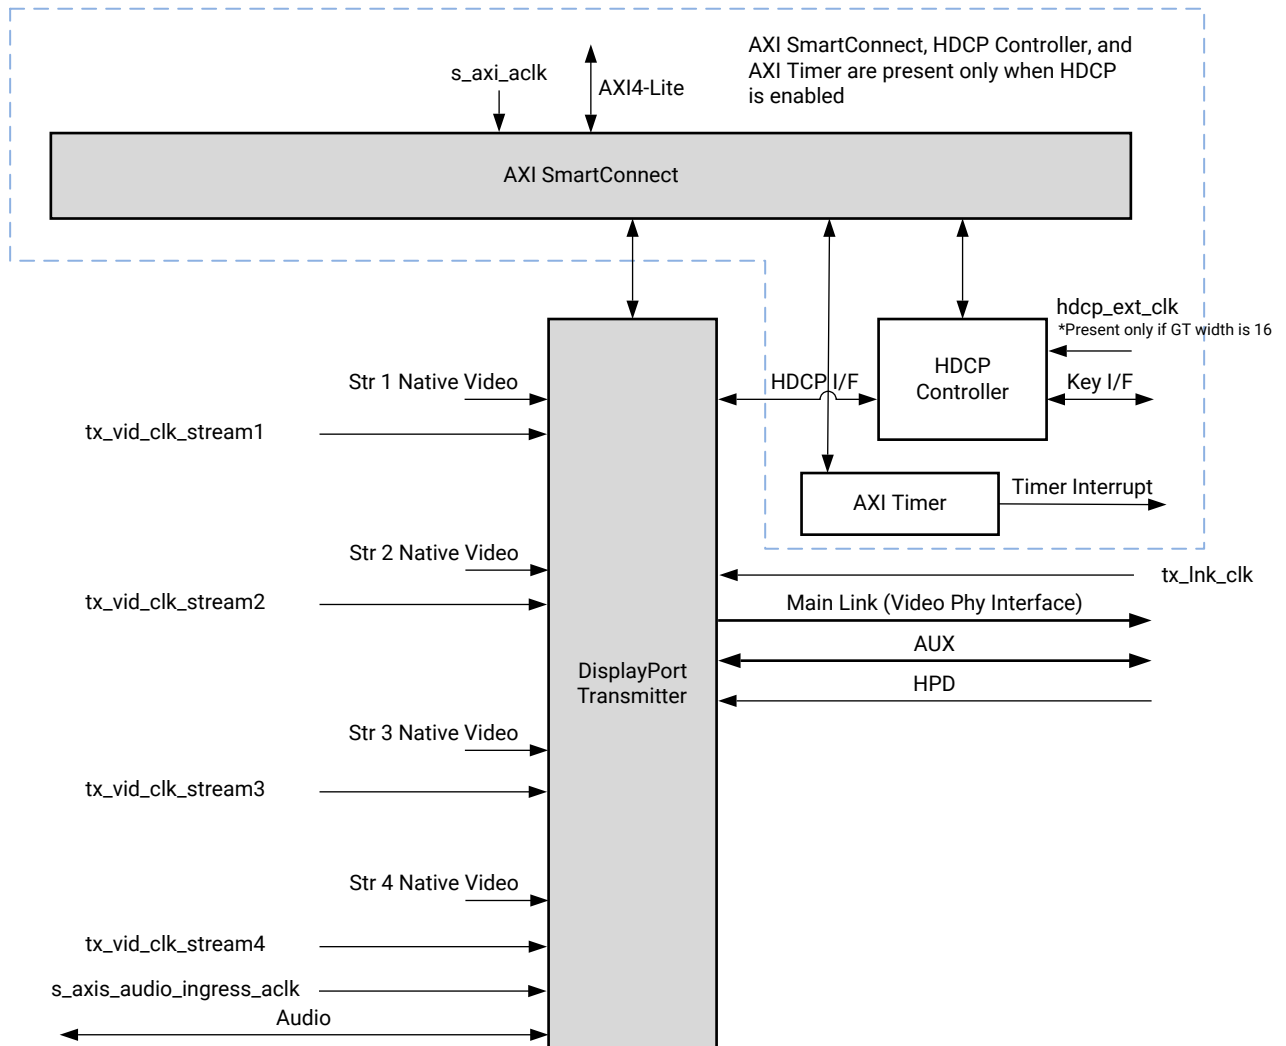 AXI SmartConnect, HDCP Controller, and
AXI Timer are present only when HDCP
is enabled
s_axi_aclk
AXI4-Lite
AXI SmartConnect
hdcp_ext_clk
*Present only if GT width is 16
HDCP
Controller
HDCP I/F
Key I/F
Str 1 Native Video
tx_vid_clk_stream1
AXI Timer
Timer Interrupt
Str 2 Native Video
tx_vid_clk_stream2
tx_lnk_clk
Main Link (Video Phy Interface)
AUX
HPD
DisplayPort
Transmitter
Str 3 Native Video
tx_vid_clk_stream3
Str 4 Native Video
tx_vid_clk_stream4
s_axis_audio_ingress_aclk
Audio